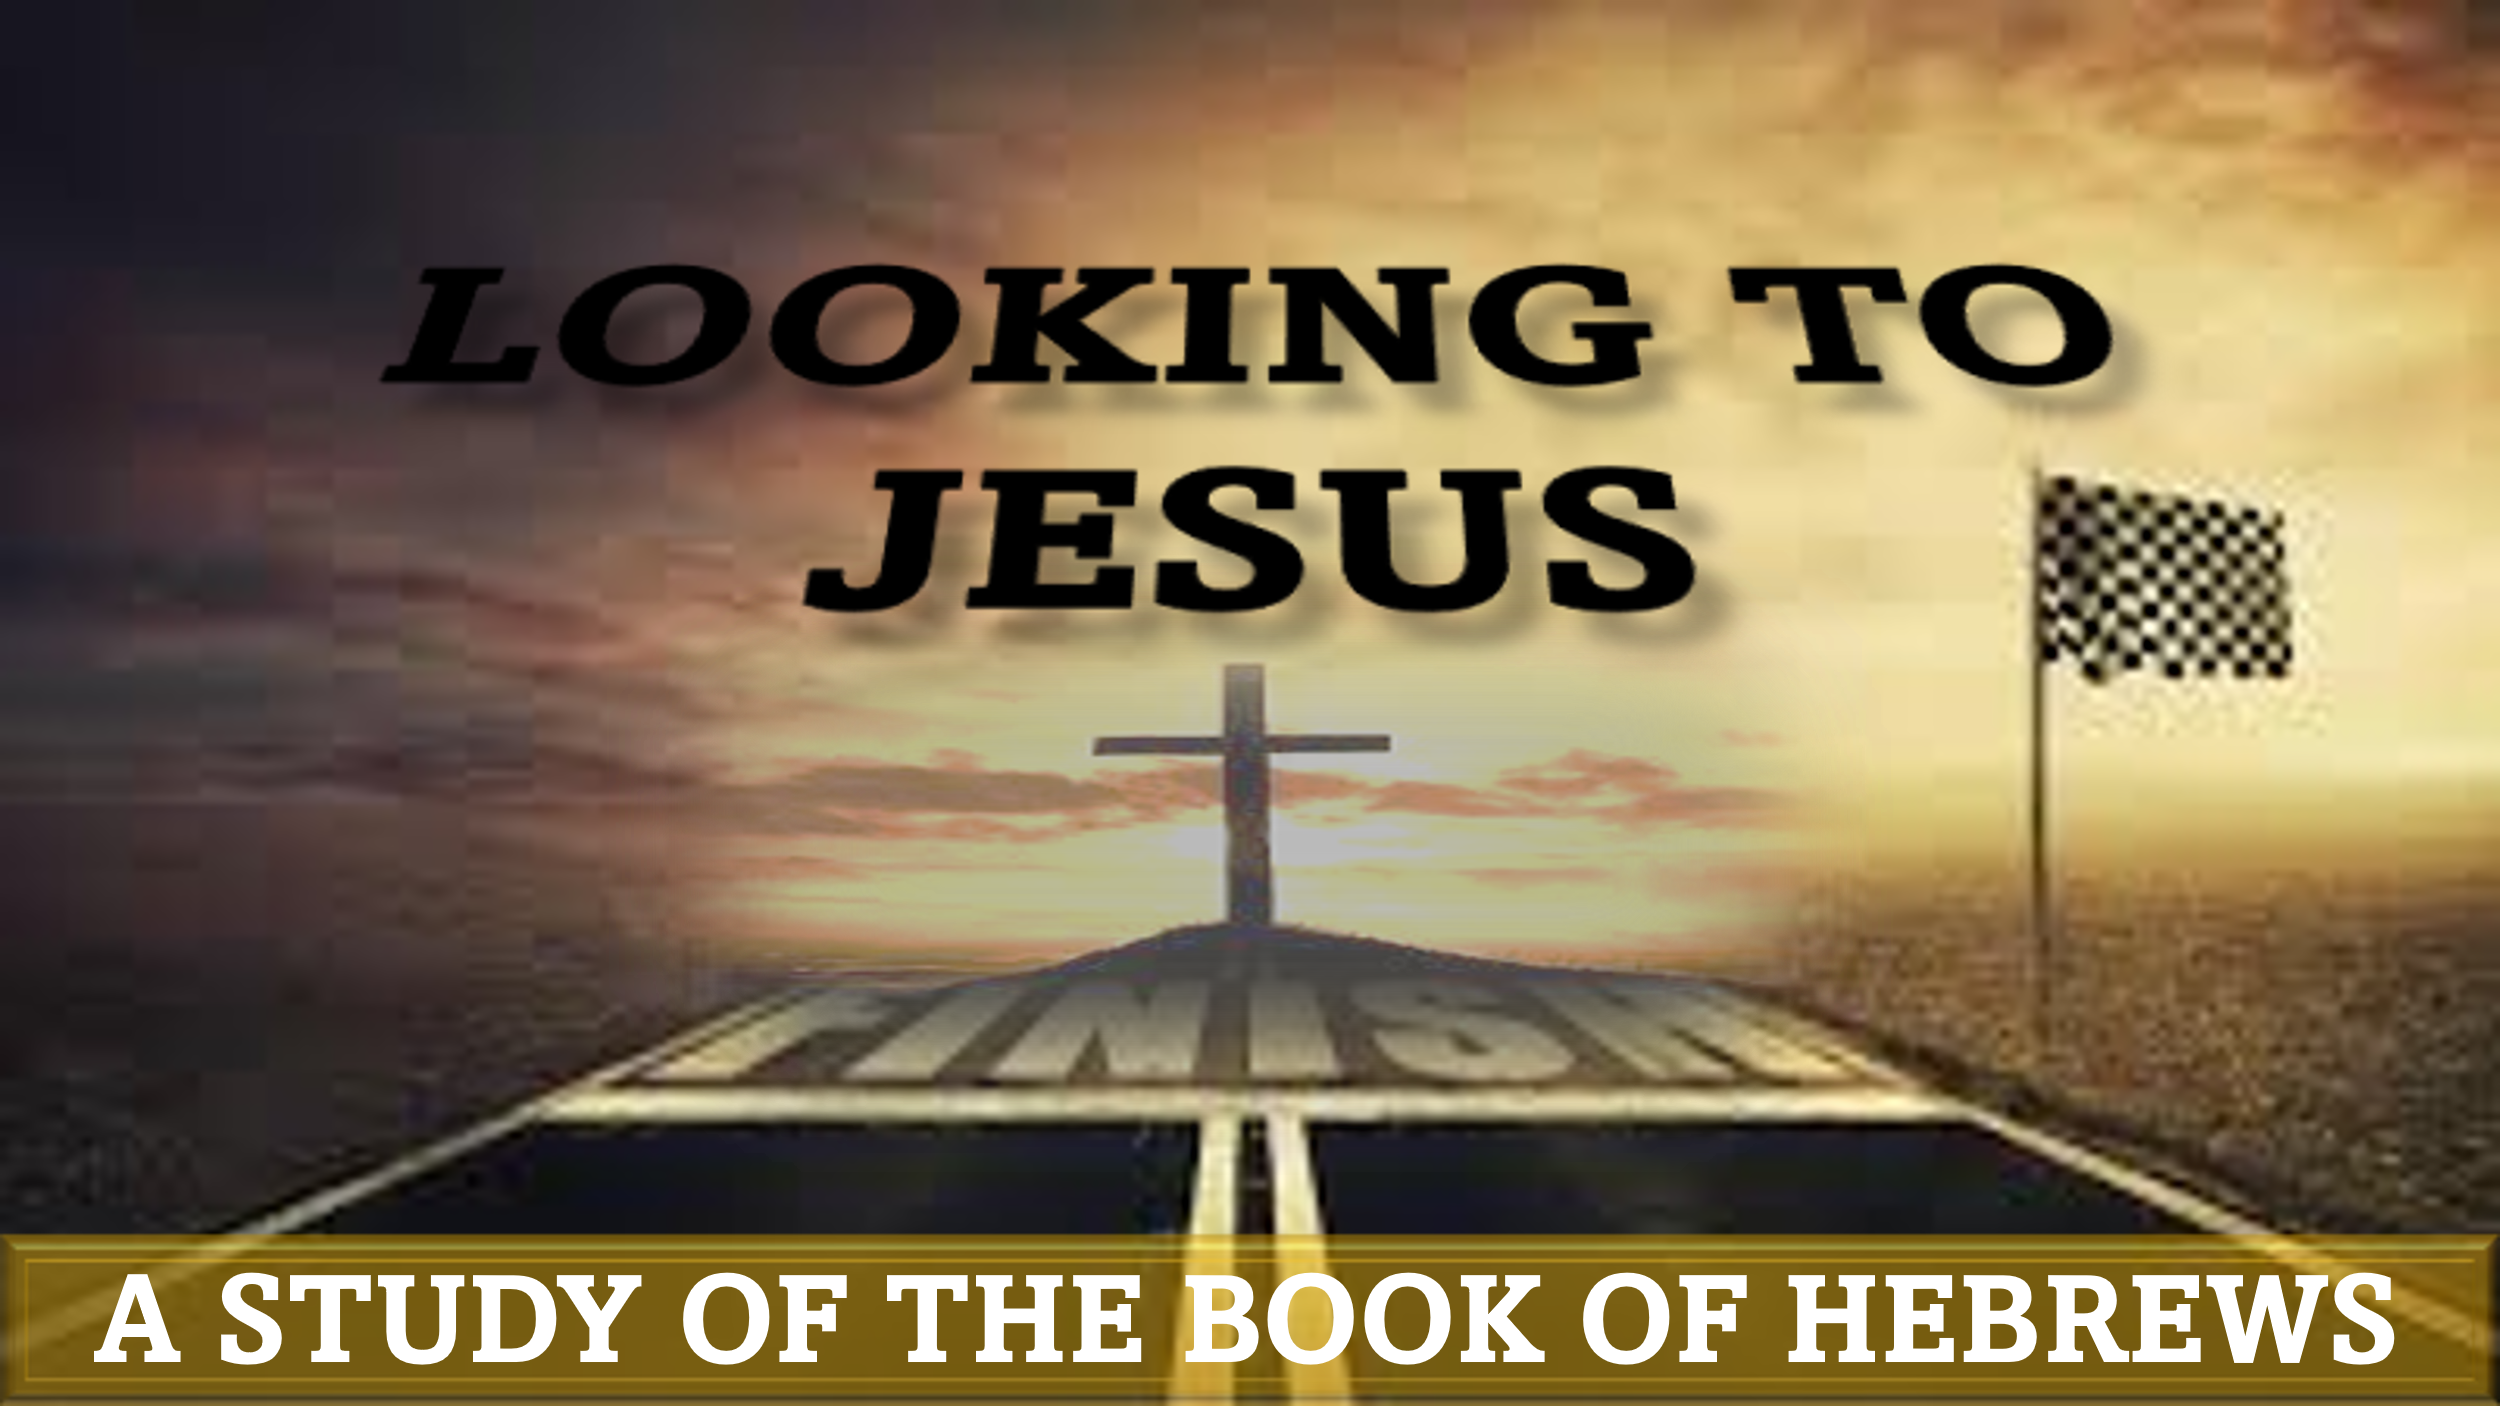 LOOKING TO
JESUS
FINISH
A STUDY OF THE BOOK OF HEBREWS